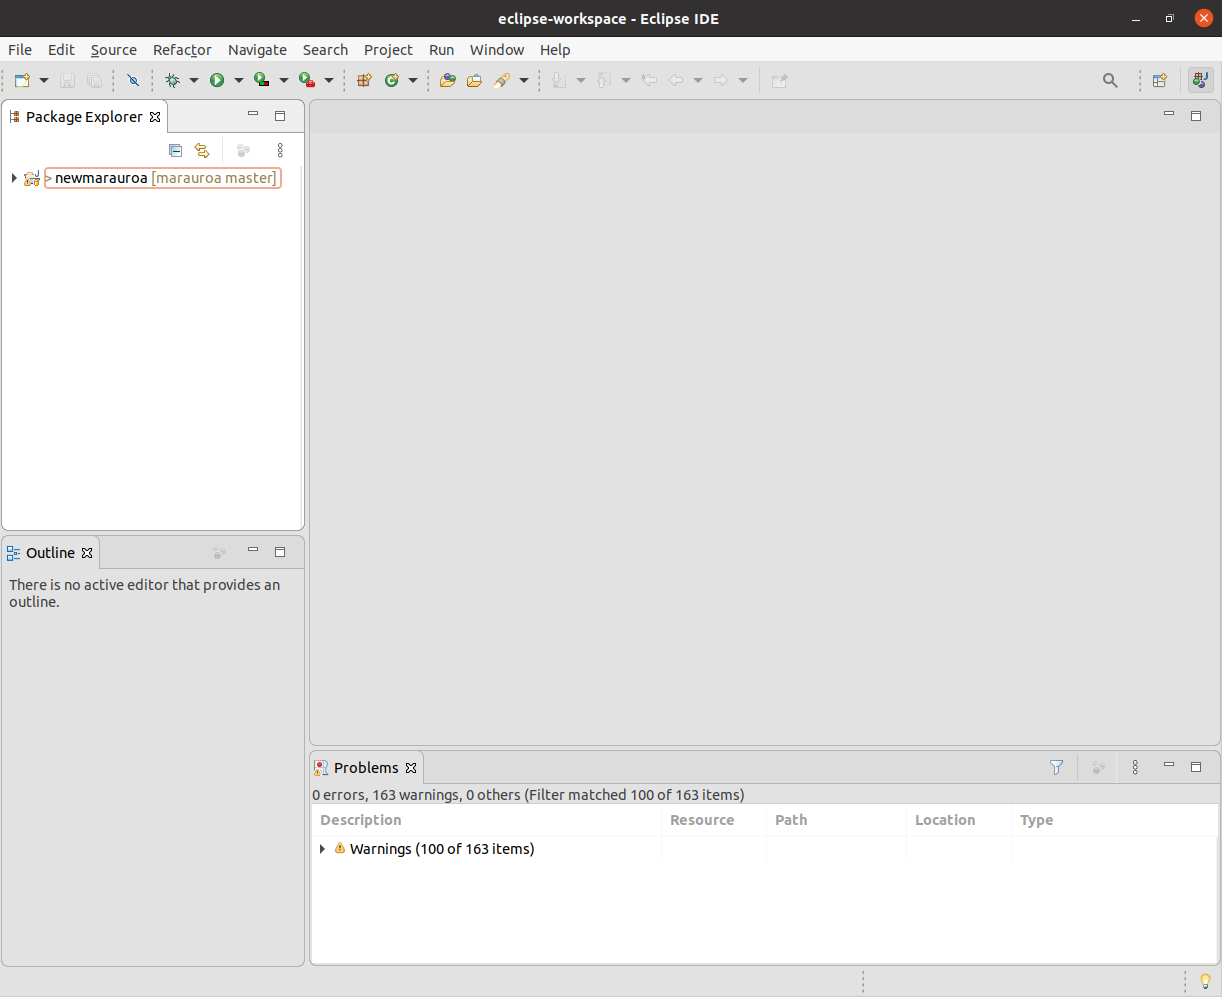 eclipse-workspace - Eclipse IDE
File Edit Source Refactor Navigate Search Project Run Window Help
Package Explorer
> newmarauroa [marauroa master]
Outline
There is no active editor that provides an
outline.
Problems
0 errors, 163 warnings, 0 others (Filter matched 100 of 163 items)
Description Resource Path Location Type
Warnings (100 of 163 items)